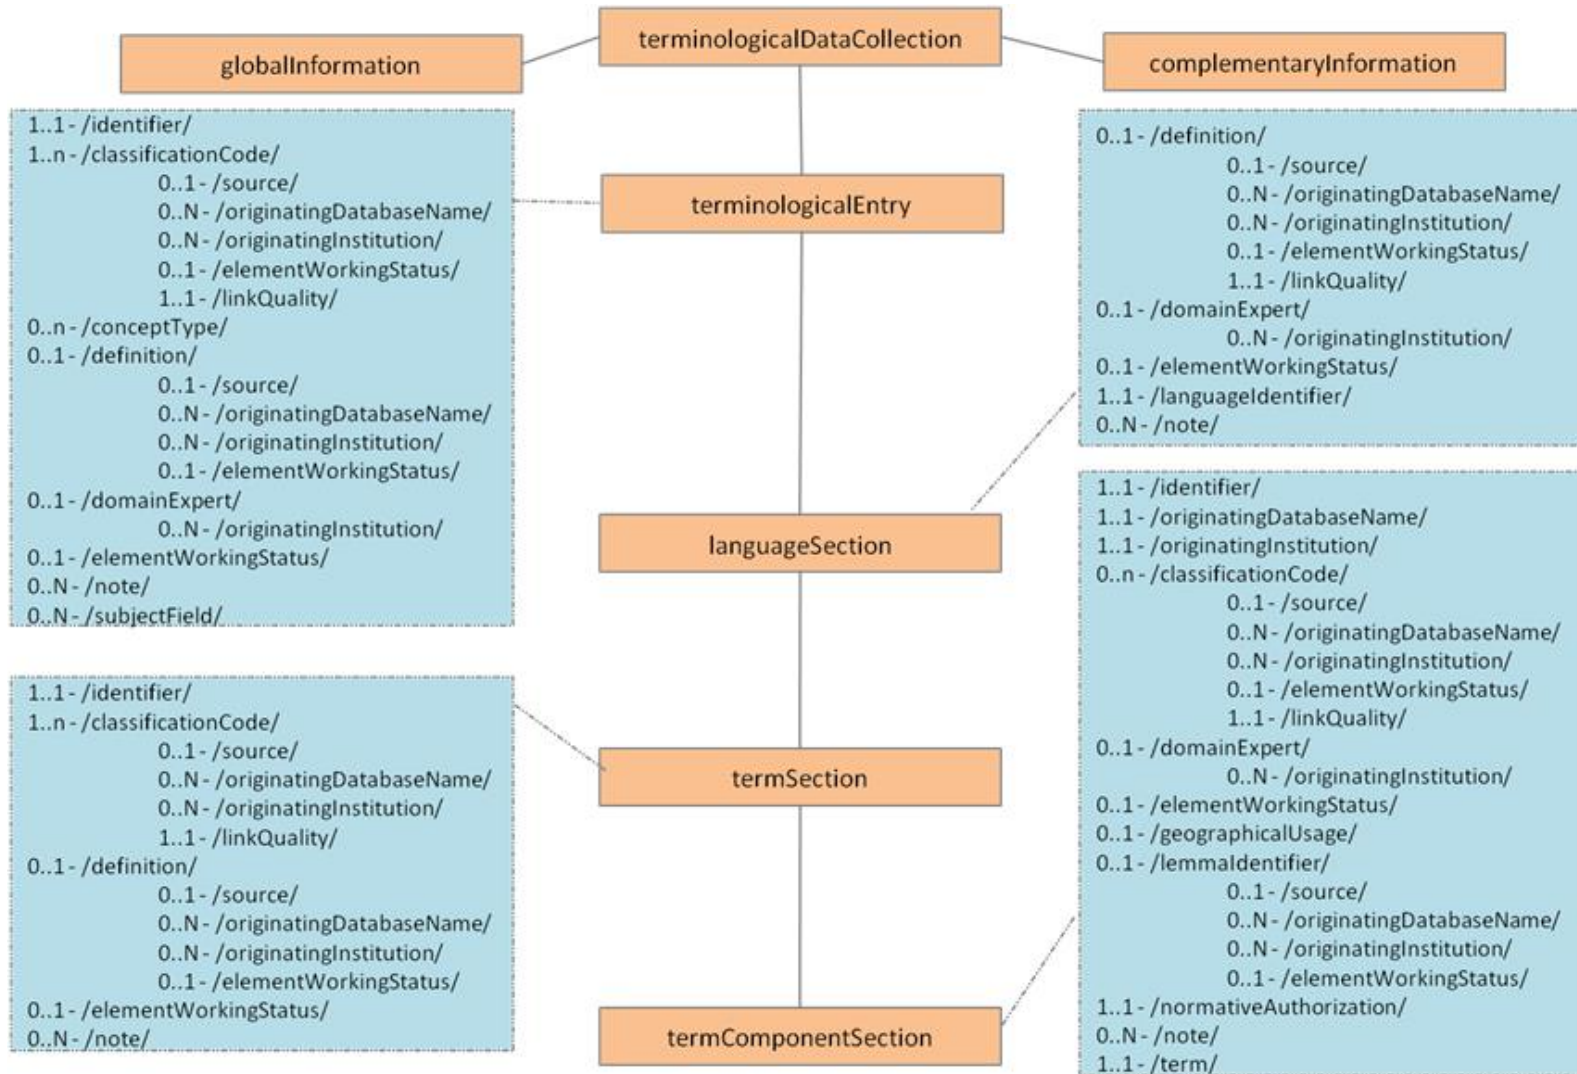 terminologicalDataCollection
globalInformation
complementaryInformation
1..1 - /identifier/
1..n - /classificationCode/
0..1 - /source/
0..N - /originatingDatabaseName/
0..N - /originatingInstitution/
0..1 - /elementWorkingStatus/
1..1 - /linkQuality/
0..n - /conceptType/
0..1 - /definition/
0..1 - /source/
0..N - /originatingDatabaseName/
0..N - /originatingInstitution/
0..1 - /elementWorkingStatus/
0..1 - /domainExpert/
0..N - /originatingInstitution/
0..1 - /elementWorkingStatus/
0..N - /note/
0..N - /subjectField/
terminologicalEntry
0..1 - /definition/
0..1 - /source/
0..N - /originatingDatabaseName/
0..N - /originatingInstitution/
0..1 - /elementWorkingStatus/
1..1 - /linkQuality/
0..1 - /domainExpert/
0..N - /originatingInstitution/
0..1 - /elementWorkingStatus/
1..1 - /languageIdentifier/
0..N - /note/
languageSection
1..1 - /identifier/
1..n - /classificationCode/
0..1 - /source/
0..N - /originatingDatabaseName/
0..N - /originatingInstitution/
1..1 - /linkQuality/
0..1 - /definition/
0..1 - /source/
0..N - /originatingDatabaseName/
0..N - /originatingInstitution/
0..1 - /elementWorkingStatus/
0..1 - /elementWorkingStatus/
0..N - /note/
termSection
termComponentSection
1..1 - /identifier/
1..1 - /originatingDatabaseName/
1..1 - /originatingInstitution/
0..n - /classificationCode/
0..1 - /source/
0..N - /originatingDatabaseName/
0..N - /originatingInstitution/
0..1 - /elementWorkingStatus/
1..1 - /linkQuality/
0..1 - /domainExpert/
0..N - /originatingInstitution/
0..1 - /elementWorkingStatus/
0..1 - /geographicalUsage/
0..1 - /lemmaIdentifier/
0..1 - /source/
0..N - /originatingDatabaseName/
0..N - /originatingInstitution/
0..1 - /elementWorkingStatus/
1..1 - /normativeAuthorization/
0..N - /note/
1..1 - /term/